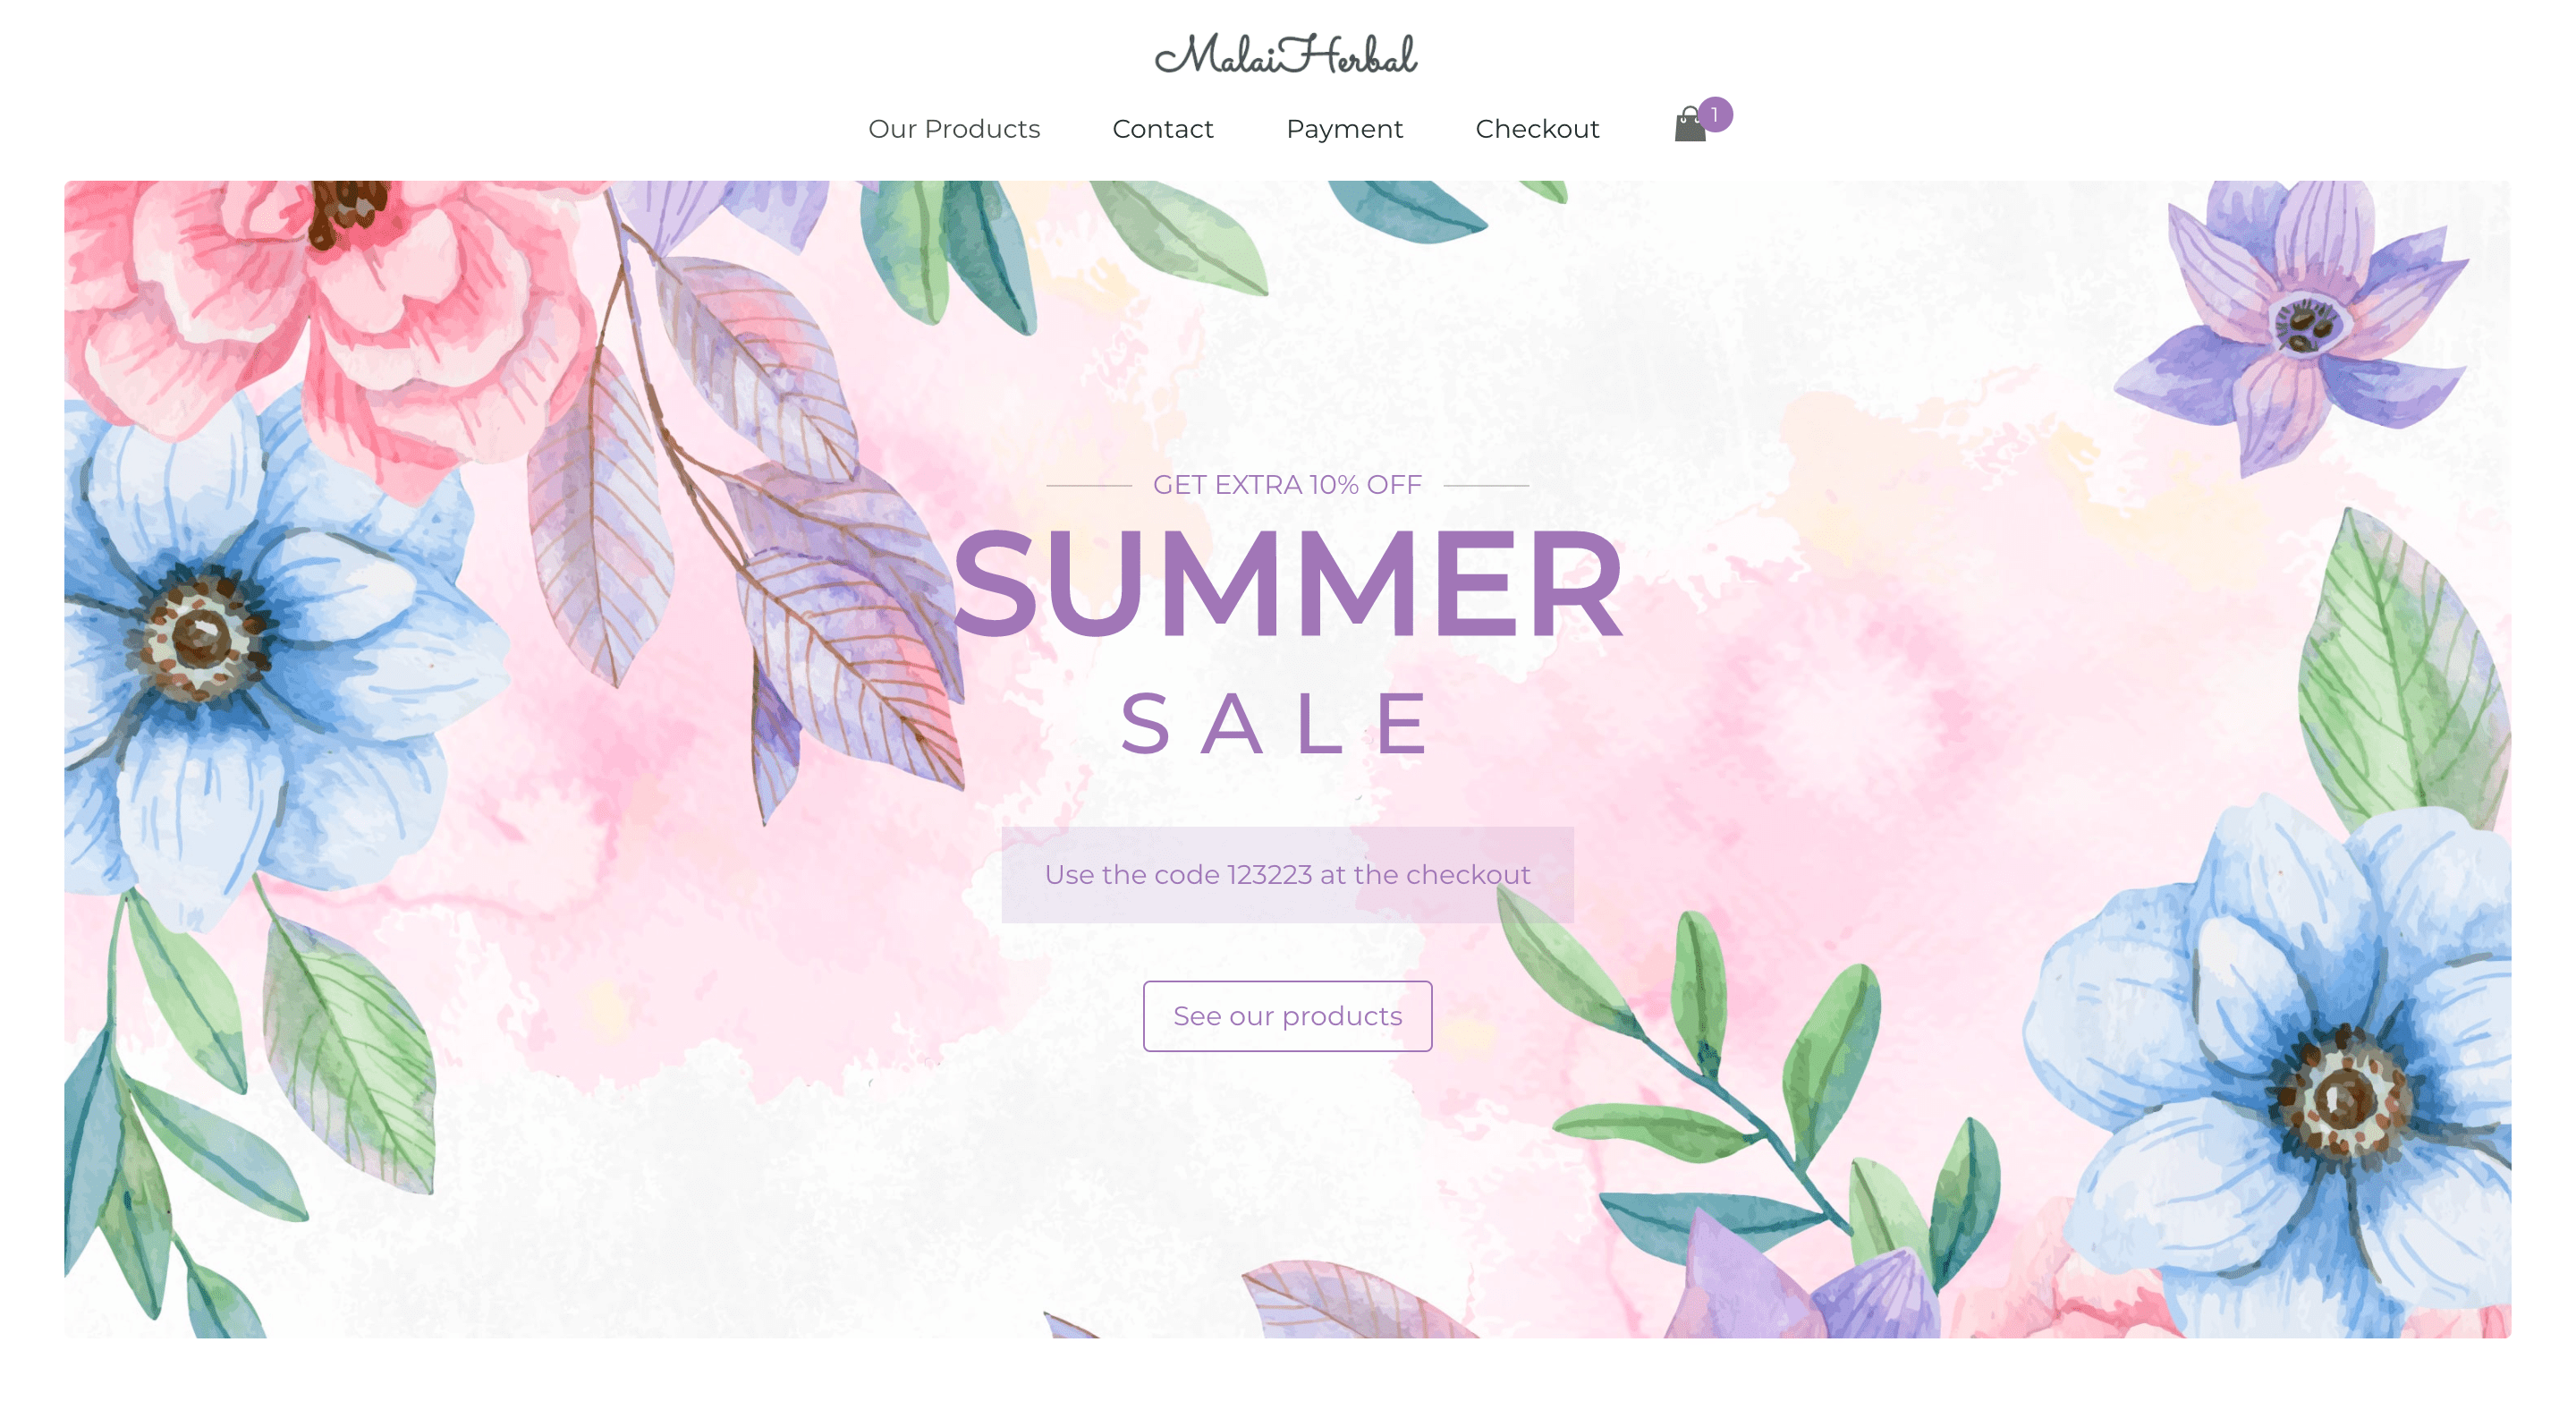 MalaiHerbal
Our Products Contact Payment Checkout 1
GET EXTRA 10% OFF
SUMMER
SALE
Use the code 123223 at the checkout
See our products